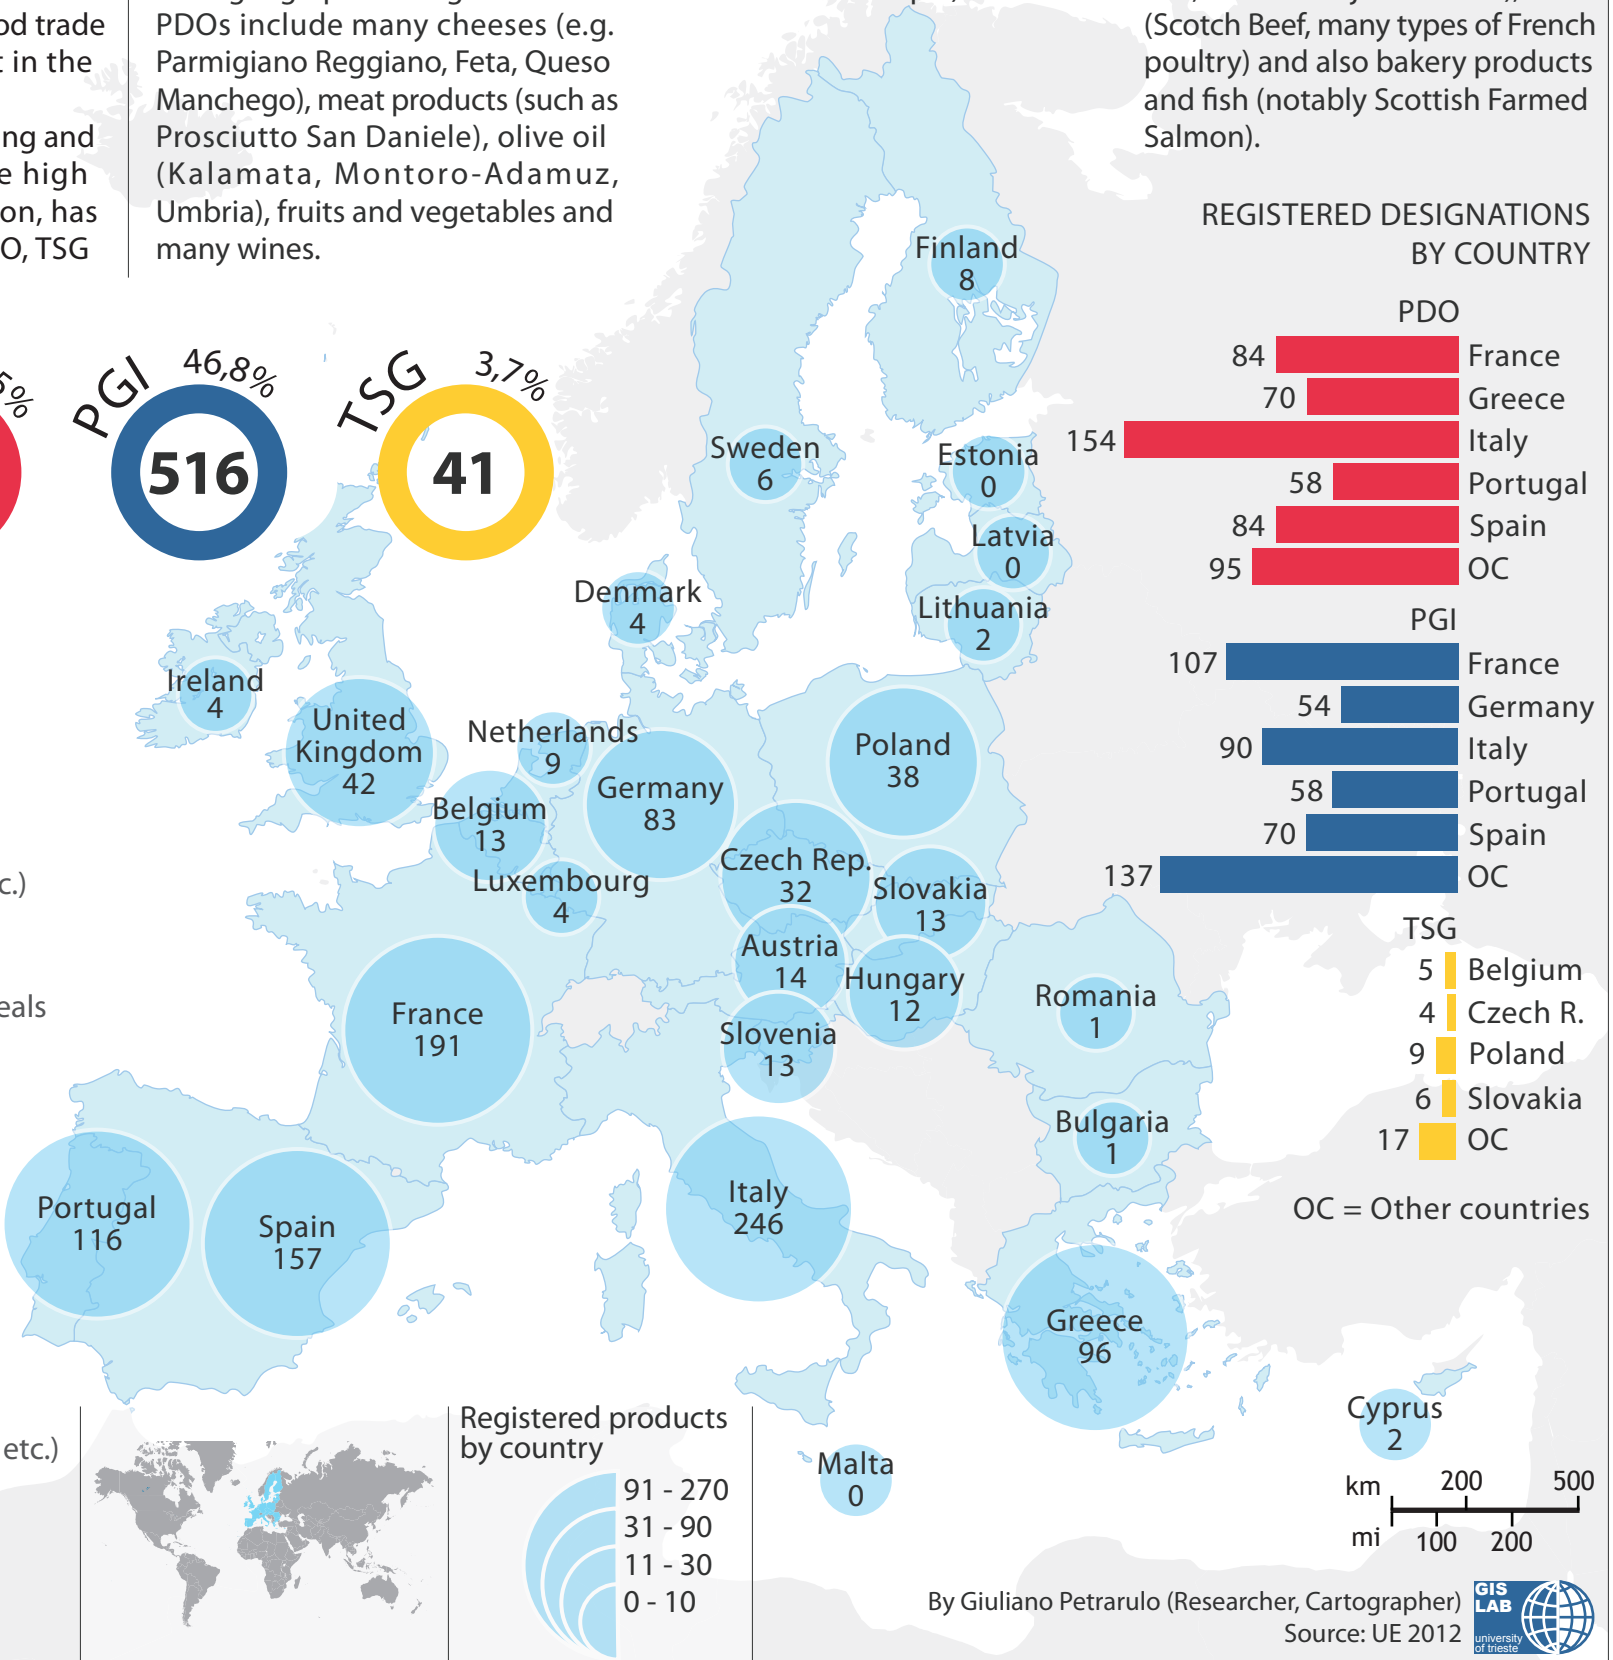 od trade
t in the
ing and
e high
on, has
O, TSG
PDOs include many cheeses (e.g.
Parmigiano Reggiano, Feta, Queso
Manchego), meat products (such as
Prosciutto San Daniele), olive oil
(Kalamata, Montoro-Adamuz,
Umbria), fruits and vegetables and
many wines.
(Scotch Beef, many types of French
poultry) and also bakery products
and fish (notably Scottish Farmed
Salmon).
5%
PGI 46,8%
516
TSG 3,7%
41
c.)
eals
etc.)
Finland
8
Sweden
6
Estonia
0
Latvia
0
Lithuania
2
Denmark
4
Ireland
4
United
Kingdom
42
Netherlands
9
Belgium
13
Luxembourg
4
Germany
83
Poland
38
Czech Rep.
32
Slovakia
13
Austria
14
Hungary
12
Slovenia
13
Romania
1
Bulgaria
1
France
191
Portugal
116
Spain
157
Italy
246
Greece
96
Malta
0
Cyprus
2
REGISTERED DESIGNATIONS
BY COUNTRY
PDO
84 France
70 Greece
154 Italy
58 Portugal
84 Spain
95 OC
PGI
107 France
54 Germany
90 Italy
58 Portugal
70 Spain
137 OC
TSG
5 Belgium
4 Czech R.
9 Poland
6 Slovakia
17 OC
OC = Other countries
Registered products
by country
91 - 270
31 - 90
11 - 30
0 - 10
km 200 500
mi 100 200
By Giuliano Petrarulo (Researcher, Cartographer)
Source: UE 2012
GIS
LAB
university
of trieste